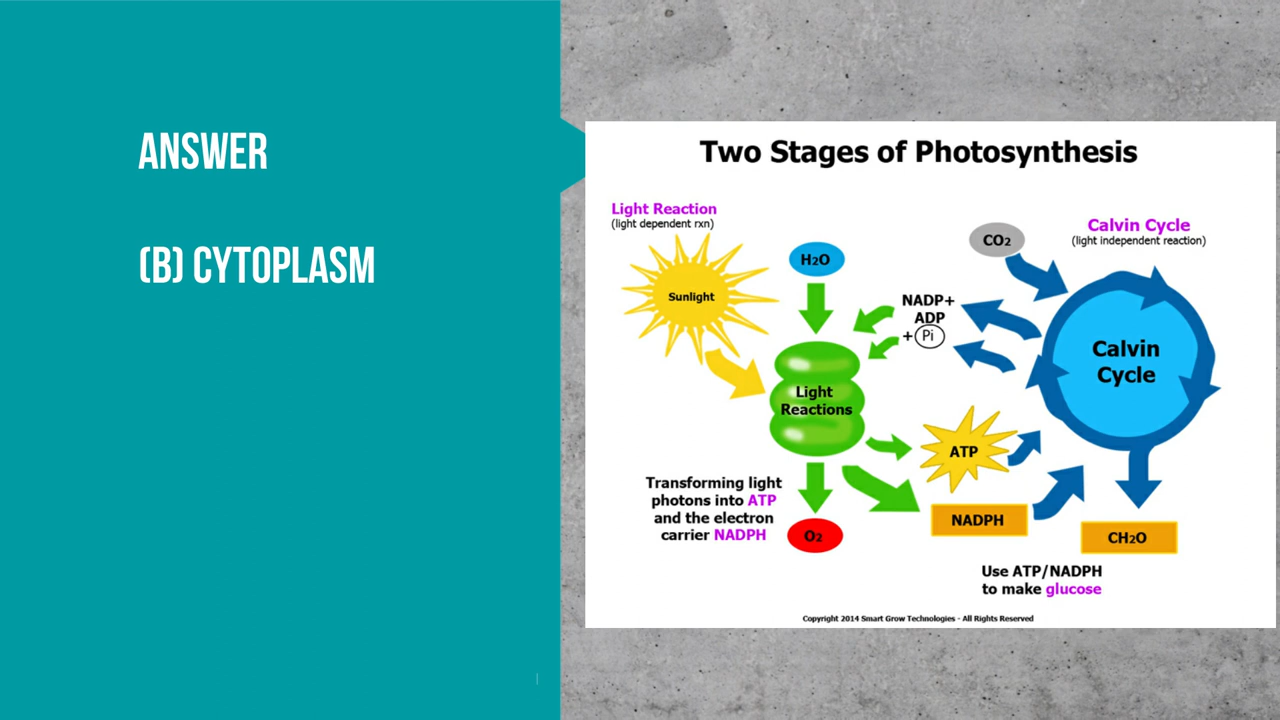 ANSWER
(B) CYTOPLASM
Two Stages of Photosynthesis
Light Reaction
(light dependent rxn)
Sunlight
H2O
CO2
Calvin Cycle
(light independent reaction)
NADP+
ADP
+ Pi
Calvin
Cycle
Light
Reactions
ATP
Transforming light
photons into ATP
and the electron
carrier NADPH
O2
NADPH
CH2O
Use ATP/NADPH
to make glucose
Copyright 2014 Smart Grow Technologies - All Rights Reserved